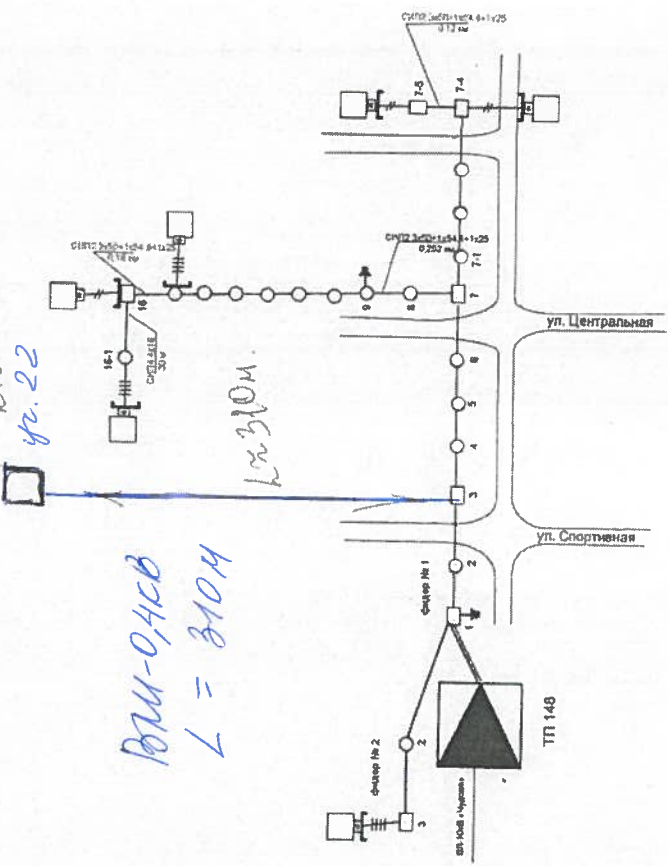 СИП2 3х50+1х54,6+1х25
0,12 км
7-5
7-4
СИП2 3х50+1х54,6+1х25
16
16-1
СИП4 4х16
30 м
СИП2 3х50+1х54,6+1х25
0,252 км
7-1
9
8
7
6
5
4
3
2
1
ул. Центральная
ул. Спортивная
уч. 22
L≈310м.
ВЛИ-0,4кВ
L = 310м
фидер № 1
фидер № 2
2
3
ТП 148